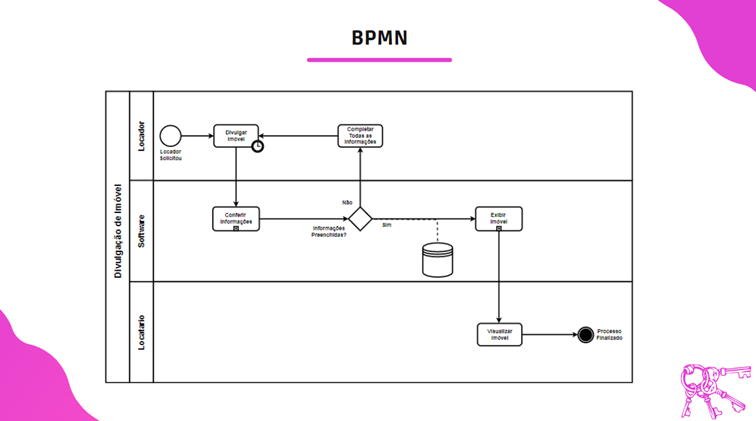 BPMN
Divulgação de Imóvel
Locador
Locador
Solicitou
Divulgar
Imóvel
Completar
Todas as
Informações
Software
Conferir
Informações
Não
Informações
Preenchidas?
Sim
Exibir
Imóvel
Locatario
Visualizar
Imóvel
Processo
Finalizado